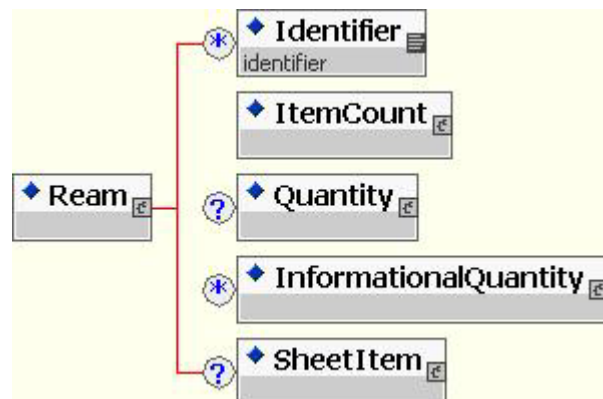 * Identifier
identifier
ItemCount
Ream
? Quantity
* InformationalQuantity
? SheetItem